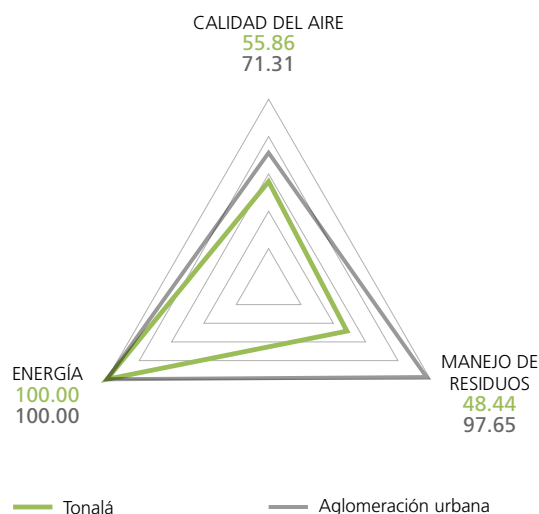 CALIDAD DEL AIRE
55.86
71.31
ENERGÍA
100.00
100.00
MANEJO DE
RESIDUOS
48.44
97.65
Tonalá
Aglomeración urbana